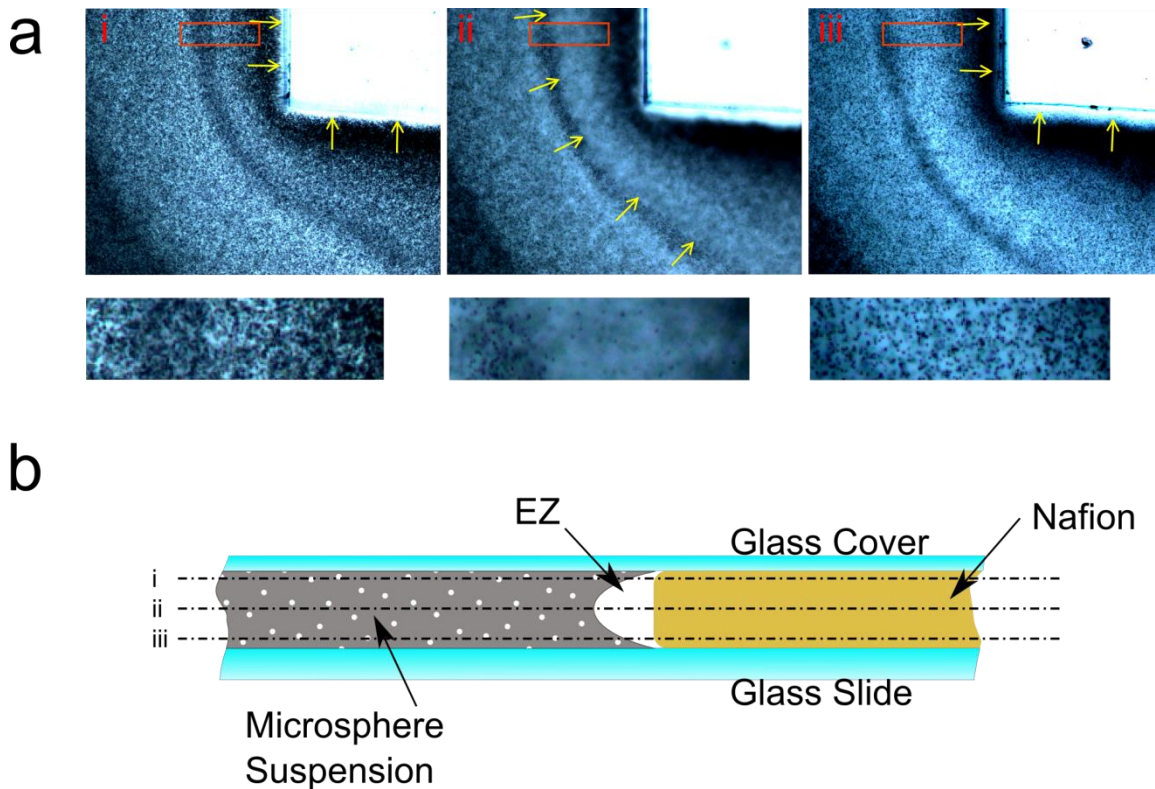 a
i
ii
iii
b
EZ
Glass Cover
Nafion
i
ii
iii
Microsphere
Suspension
Glass Slide